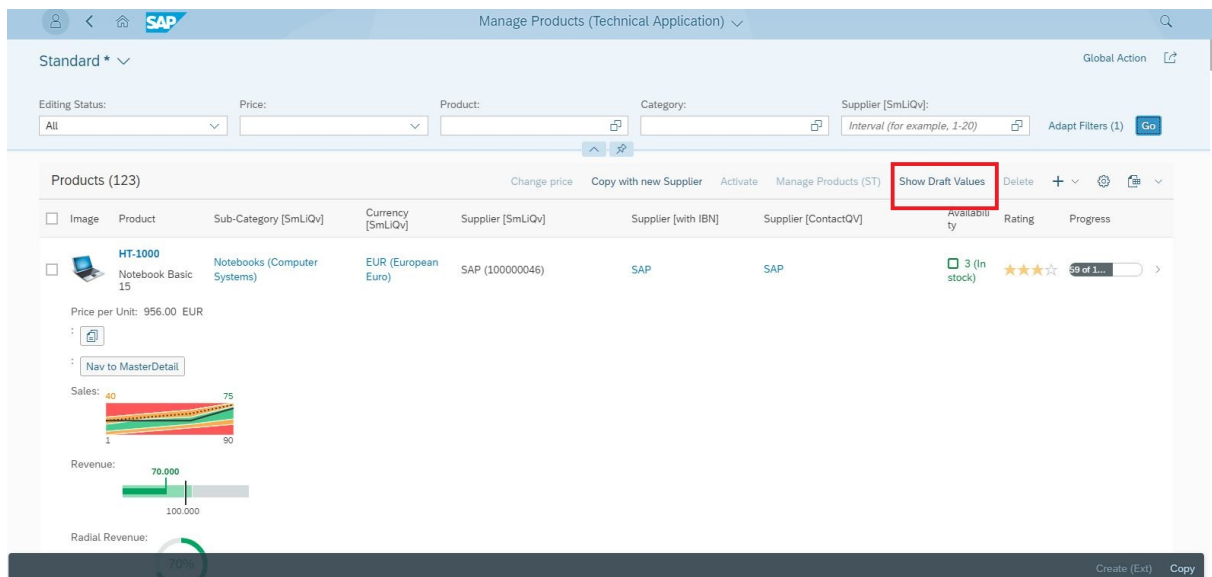 SAP Manage Products (Technical Application)
Standard *
Global Action
Editing Status: Price: Product: Category: Supplier [SmLiQv]:
All Interval (for example, 1-20) Adapt Filters (1) Go
Products (123) Change price Copy with new Supplier Activate Manage Products (ST) Show Draft Values Delete
Image Product Sub-Category [SmLiQv] Currency [SmLiQv] Supplier [SmLiQv] Supplier [with IBN] Supplier [ContactQV] Availabili ty Rating Progress
HT-1000
Notebook Basic 15
Notebooks (Computer Systems)
EUR (European Euro)
SAP (100000046)
SAP
SAP
3 (In stock)
59 of 1...
Price per Unit: 956.00 EUR
:
: Nav to MasterDetail
Sales: 40 75
1 90
Revenue: 70.000
100.000
Radial Revenue:
70%
Create (Ext) Copy